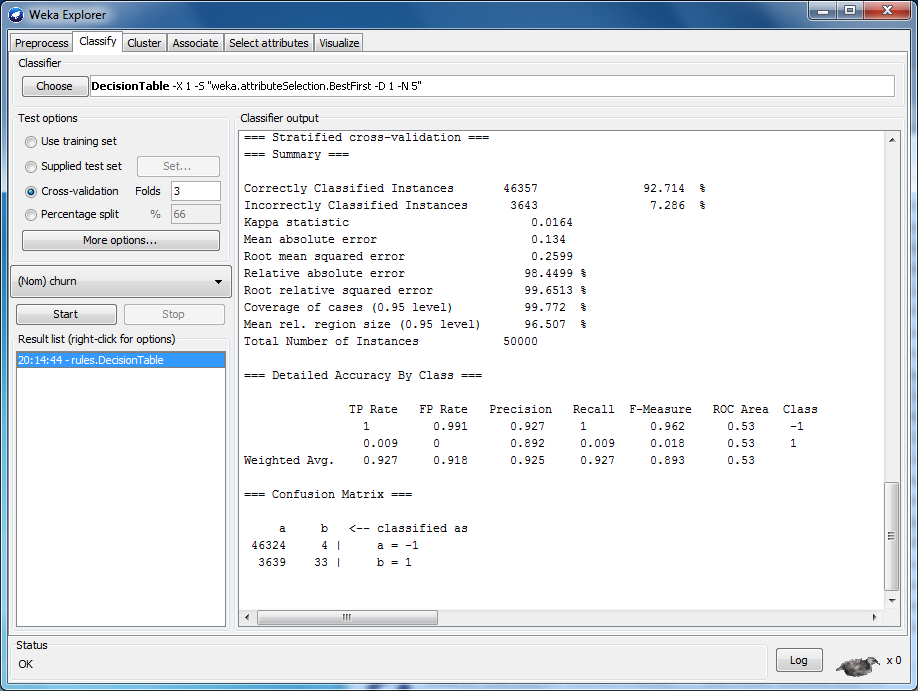 Weka Explorer
Preprocess Classify Cluster Associate Select attributes Visualize
Classifier
Choose DecisionTable -X 1 -S "weka.attributeSelection.BestFirst -D 1 -N 5"
Test options
Use training set
Supplied test set Set...
Cross-validation Folds 3
Percentage split % 66
More options...
(Nom) churn
Start Stop
Result list (right-click for options)
20:14:44 - rules.DecisionTable
Classifier output
=== Stratified cross-validation ===
=== Summary ===
Correctly Classified Instances 46357 92.714 %
Incorrectly Classified Instances 3643 7.286 %
Kappa statistic 0.0164
Mean absolute error 0.134
Root mean squared error 0.2599
Relative absolute error 98.4499 %
Root relative squared error 99.6513 %
Coverage of cases (0.95 level) 99.772 %
Mean rel. region size (0.95 level) 96.507 %
Total Number of Instances 50000
=== Detailed Accuracy By Class ===
TP Rate FP Rate Precision Recall F-Measure ROC Area Class
1 0.991 0.927 1 0.962 0.53 -1
0.009 0 0.892 0.009 0.018 0.53 1
Weighted Avg. 0.927 0.918 0.925 0.927 0.893 0.53
=== Confusion Matrix ===
a b <-- classified as
46324 4 | a = -1
3639 33 | b = 1
Status
OK
Log
x 0